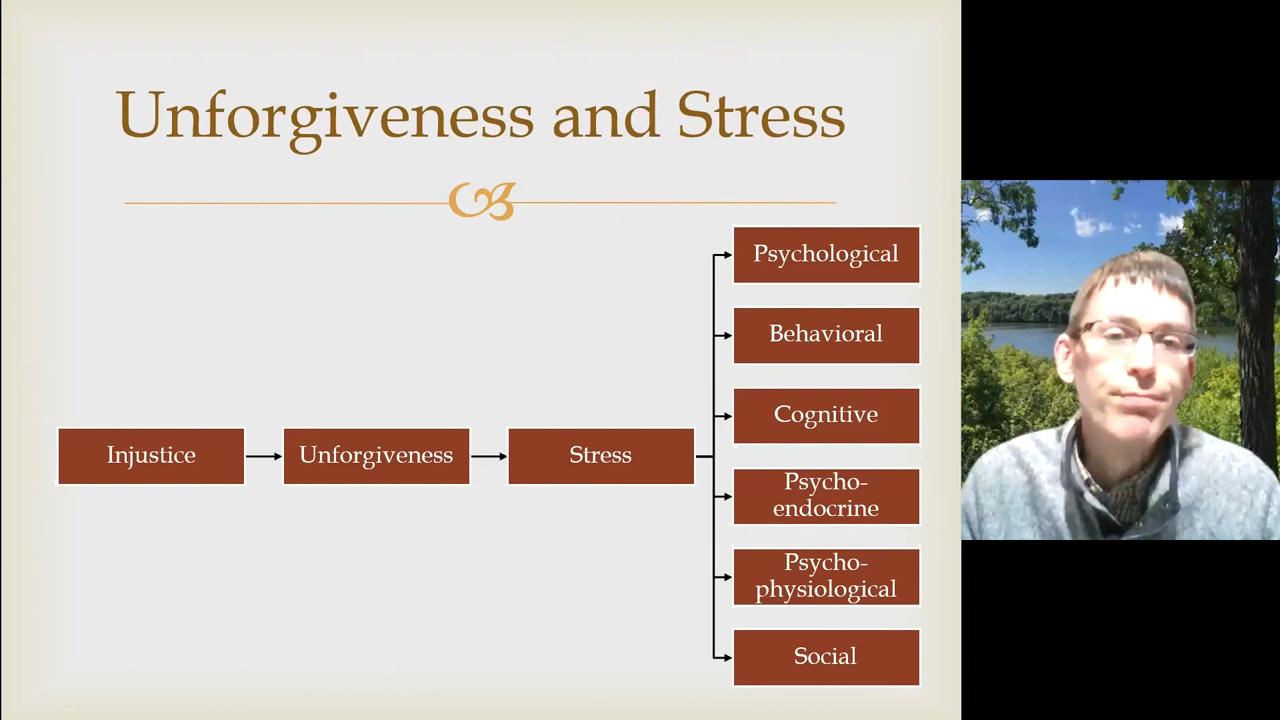 Unforgiveness and Stress
Injustice
Unforgiveness
Stress
Psychological
Behavioral
Cognitive
Psycho-
endocrine
Psycho-
physiological
Social